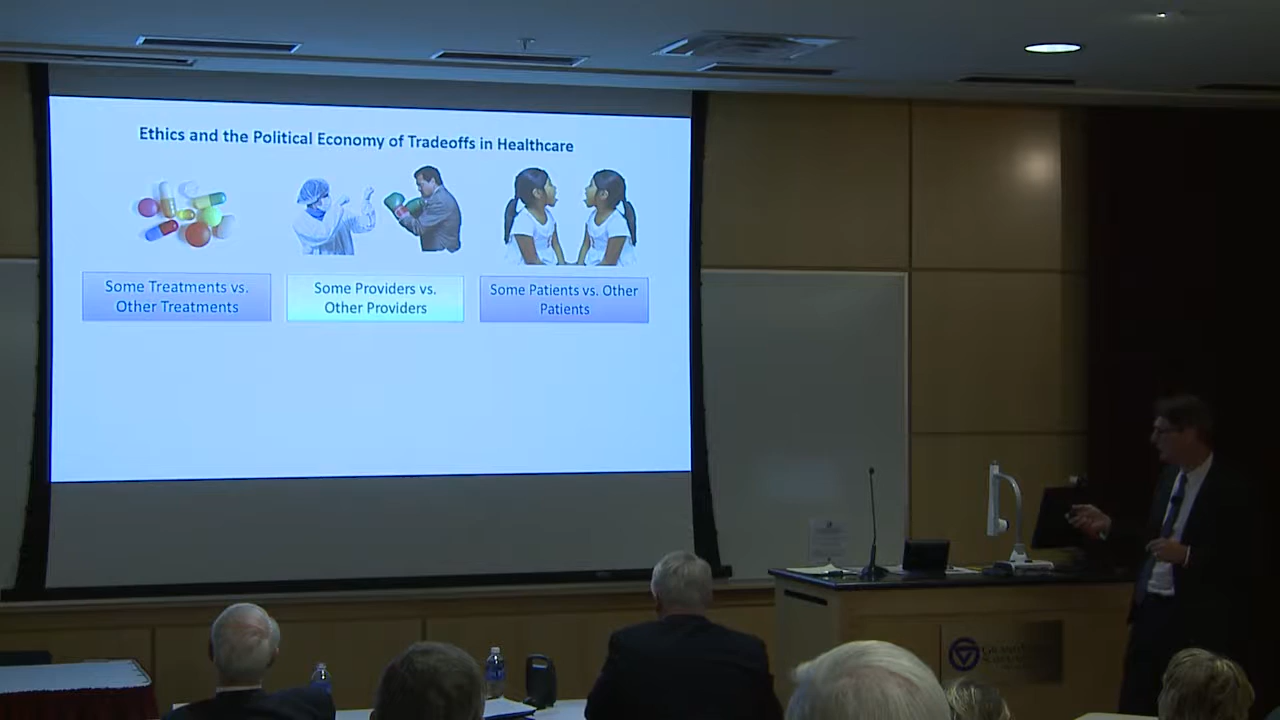 Ethics and the Political Economy of Tradeoffs in Healthcare
Some Treatments vs.
Other Treatments
Some Providers vs.
Other Providers
Some Patients vs. Other
Patients